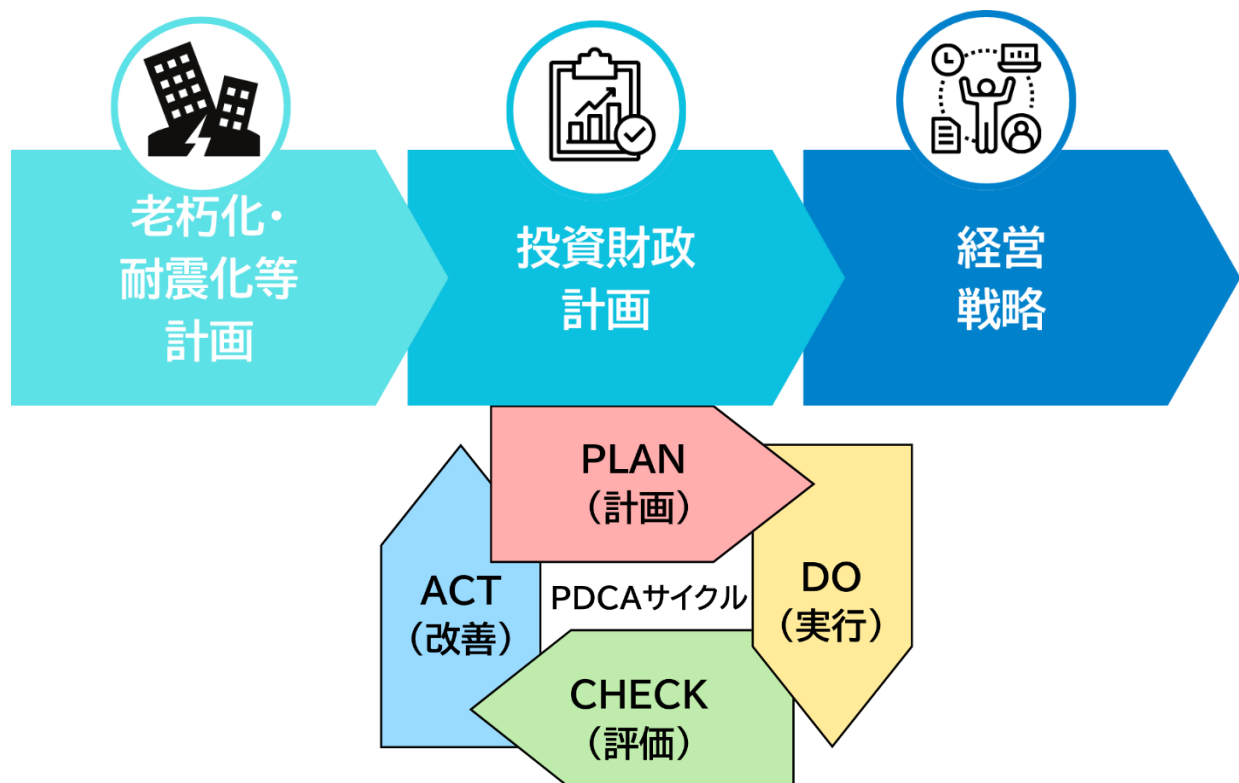 老朽化・
耐震化等
計画
投資財政
計画
経営
戦略
PLAN
（計画）
ACT
（改善）
PDCAサイクル
DO
（実行）
CHECK
（評価）